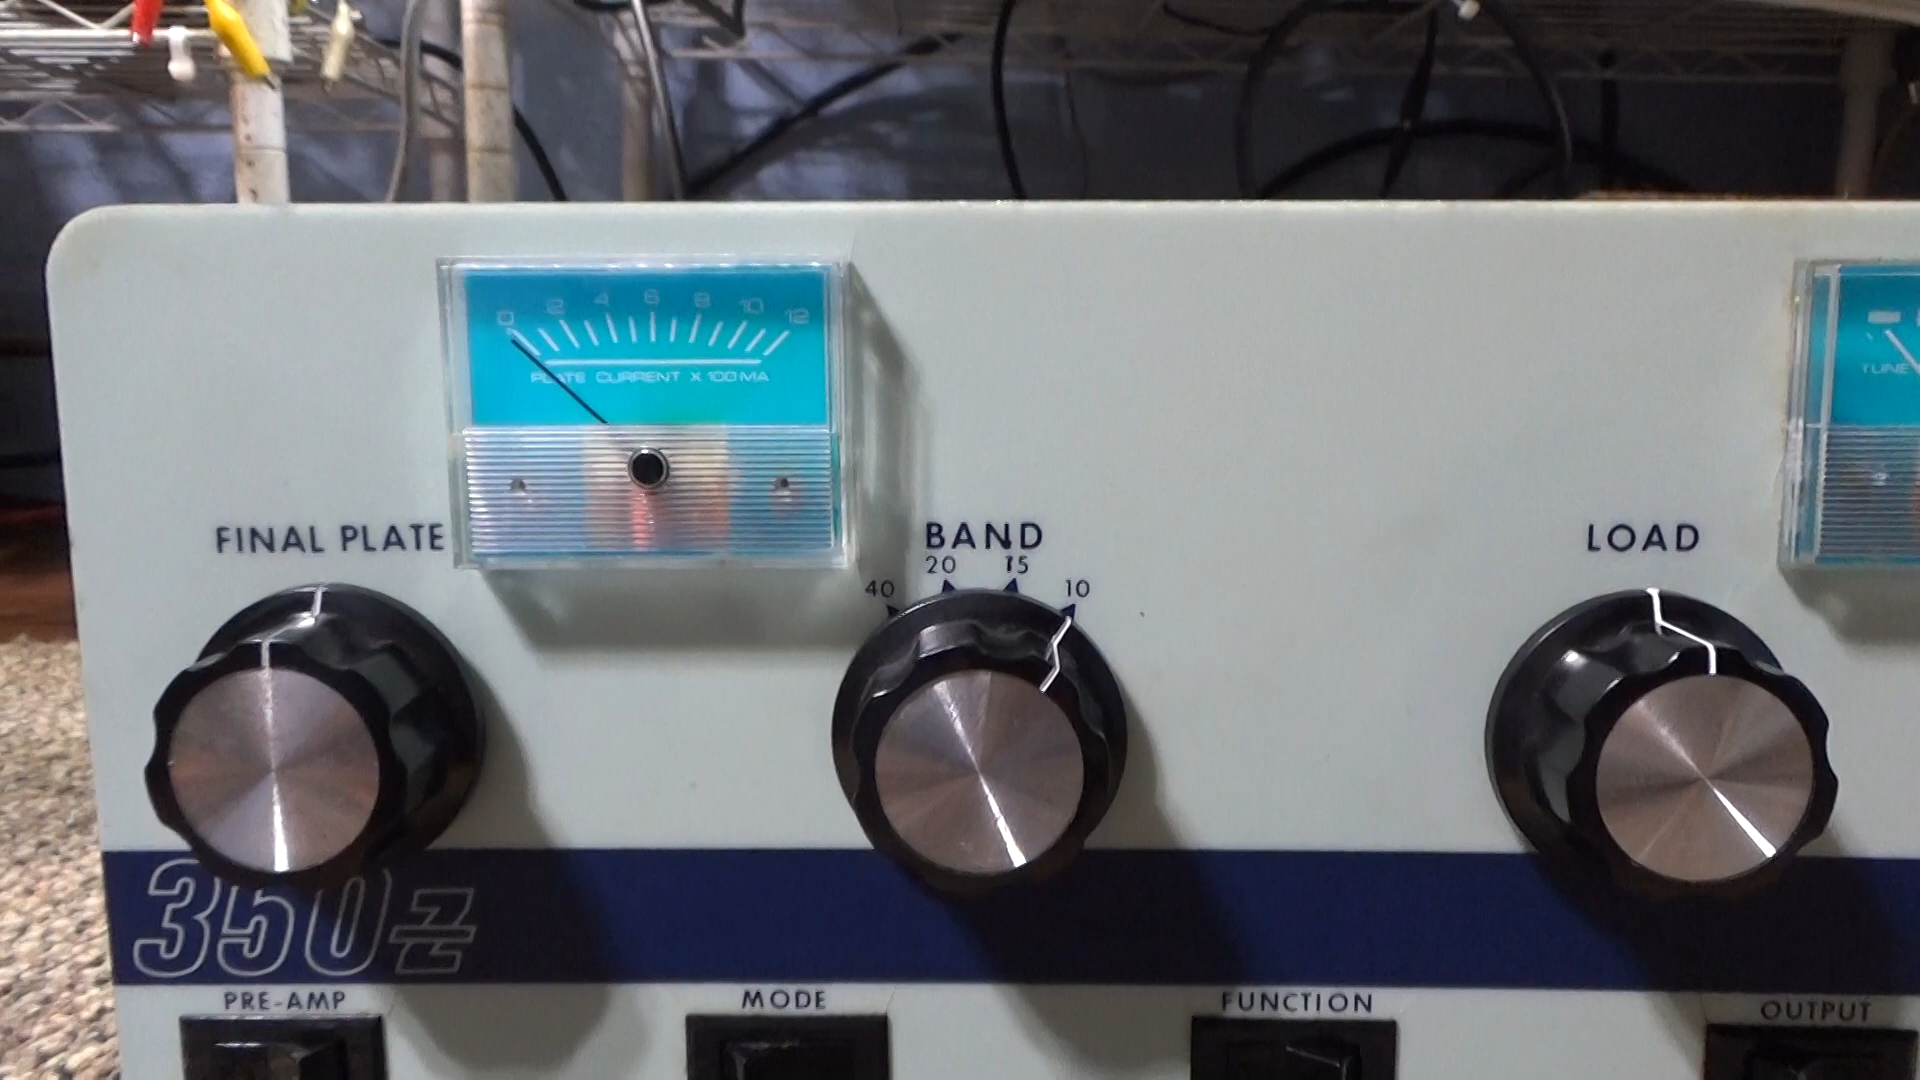 0 2 4 6 8 10 12
PLATE CURRENT X 100 MA
TUNE
FINAL PLATE
BAND
LOAD
40 20 15 10
350Z
PRE-AMP
MODE
FUNCTION
OUTPUT